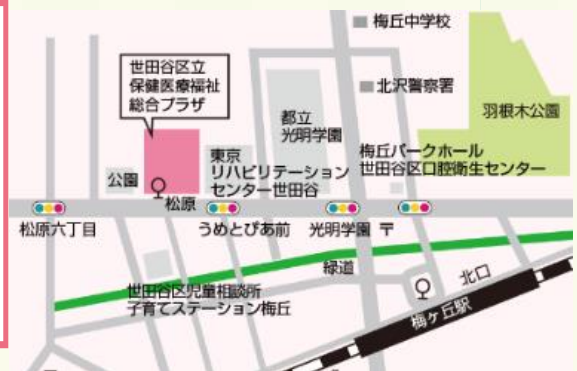 梅丘中学校
世田谷区立
保健医療福祉
総合プラザ
北沢警察署
羽根木公園
都立
光明学園
梅丘パークホール
世田谷区口腔衛生センター
東京
リハビリテーション
センター世田谷
公園
松原
松原六丁目
うめとぴあ前
光明学園
〒
緑道
北口
世田谷区児童相談所
子育てステーション梅丘
梅ヶ丘駅